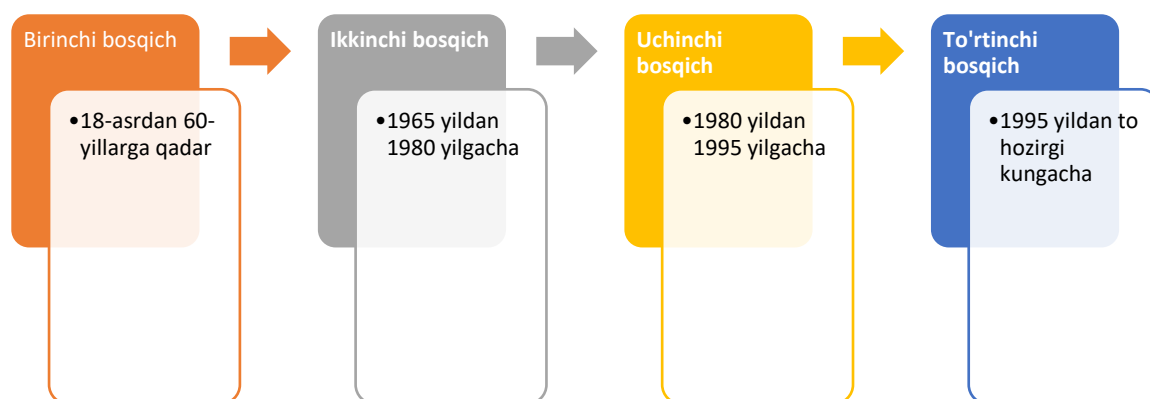 Birinchi bosqich
•18-asrdan 60-
yillarga qadar
Ikkinchi bosqich
•1965 yildan
1980 yilgacha
Uchinchi
bosqich
•1980 yildan
1995 yilgacha
To'rtinchi
bosqich
•1995 yildan to
hozirgi
kungacha